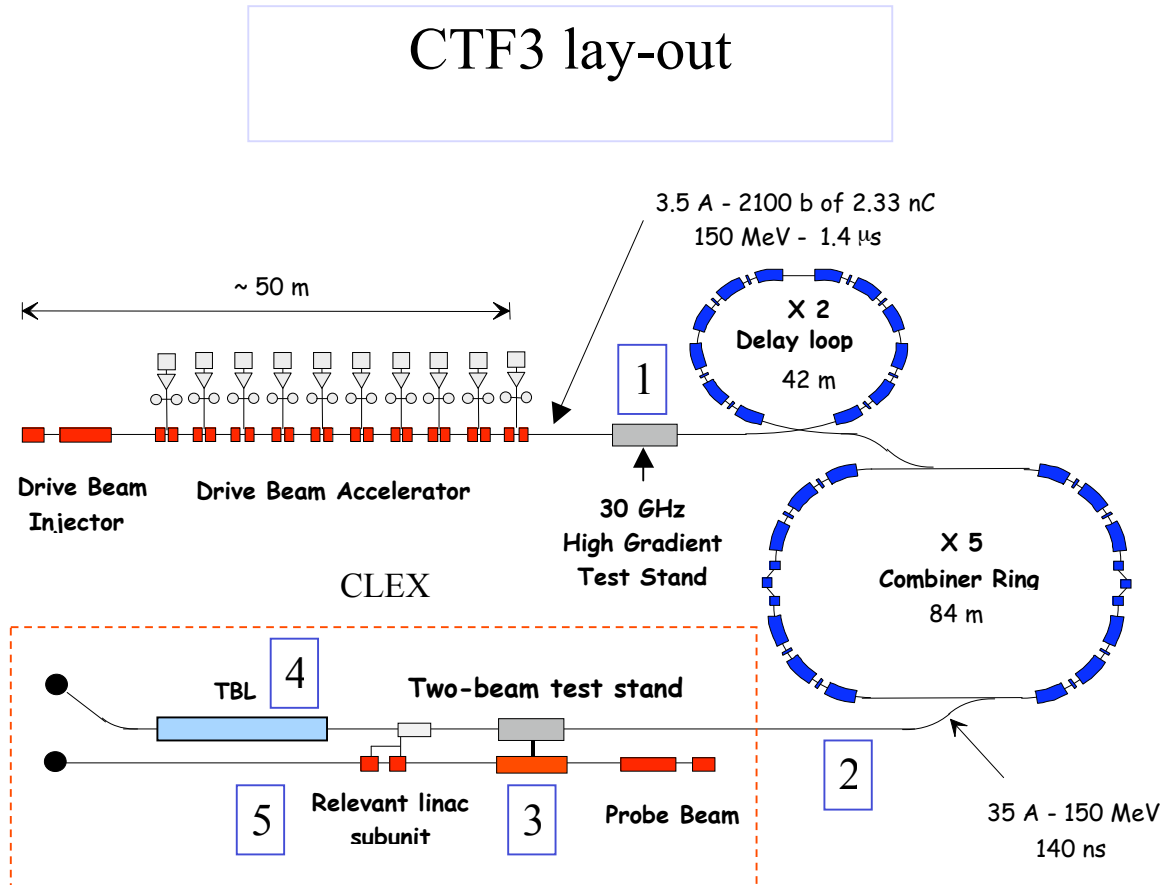 CTF3 lay-out
3.5 A - 2100 b of 2.33 nC
150 MeV - 1.4 μs
~ 50 m
X 2
Delay loop
42 m
1
Drive Beam
Injector
Drive Beam Accelerator
30 GHz
High Gradient
Test Stand
X 5
Combiner Ring
84 m
CLEX
TBL
4
Two-beam test stand
2
5
Relevant linac
subunit
3
Probe Beam
35 A - 150 MeV
140 ns